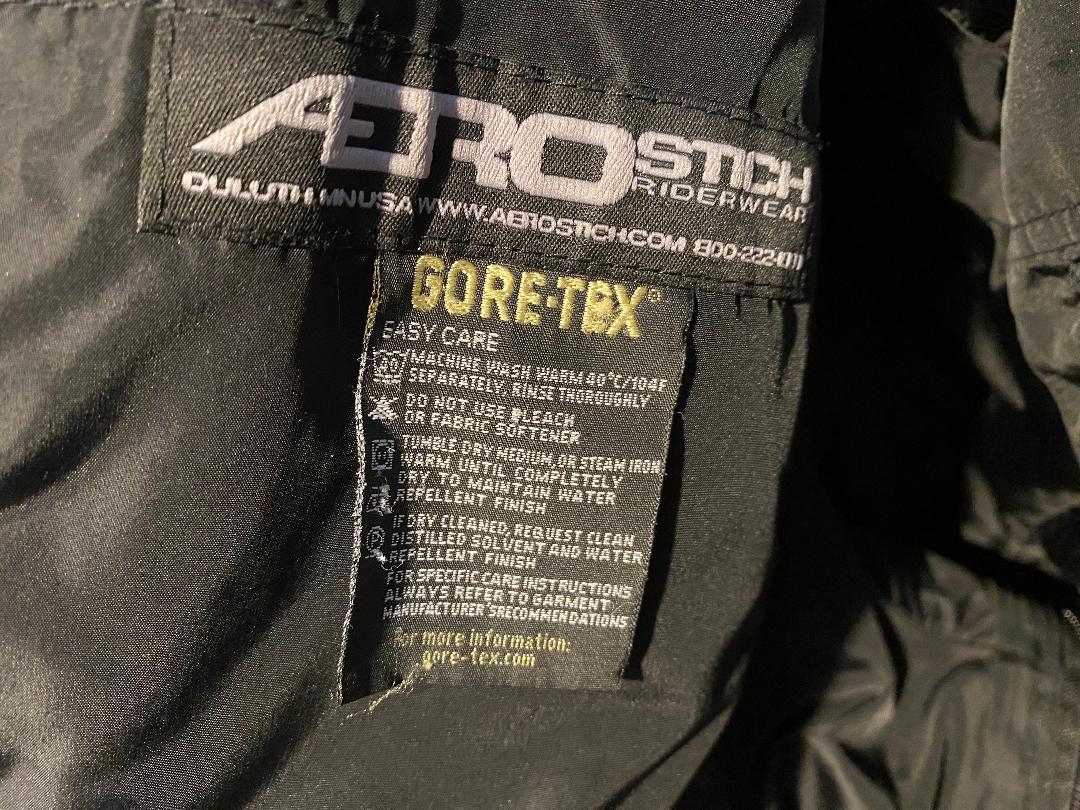 AEROSTICH
RIDERWEAR
DULUTH MN USA WWW.AEROSTICH.COM 800-222-1111
GORE-TEX®
EASY CARE
MACHINE WASH WARM 40°C/104F
SEPARATELY, RINSE THOROUGHLY
DO NOT USE BLEACH
OR FABRIC SOFTENER
TUMBLE DRY MEDIUM, OR STEAM IRON
WARM UNTIL COMPLETELY
DRY TO MAINTAIN WATER
REPELLENT FINISH
IF DRY CLEANED, REQUEST CLEAN
DISTILLED SOLVENT AND WATER
REPELLENT FINISH
FOR SPECIFIC CARE INSTRUCTIONS
ALWAYS REFER TO GARMENT
MANUFACTURER'S RECOMMENDATIONS
For more information:
gore-tex.com